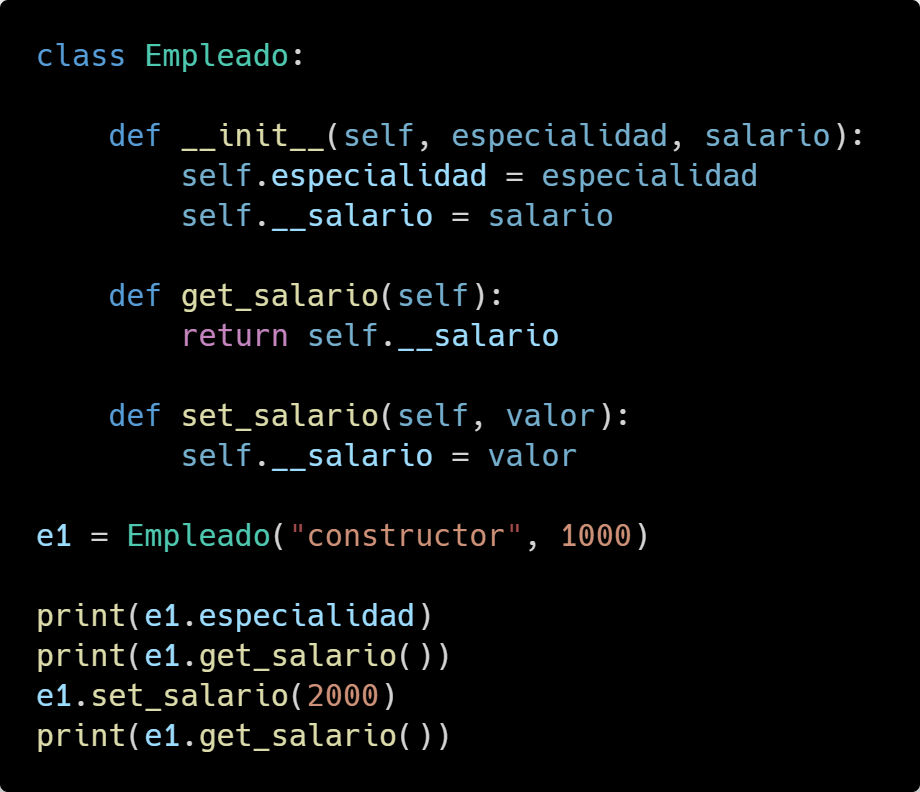 class Empleado:
    def __init__(self, especialidad, salario):
        self.especialidad = especialidad
        self.__salario = salario
    def get_salario(self):
        return self.__salario
    def set_salario(self, valor):
        self.__salario = valor
e1 = Empleado("constructor", 1000)
print(e1.especialidad)
print(e1.get_salario())
e1.set_salario(2000)
print(e1.get_salario())